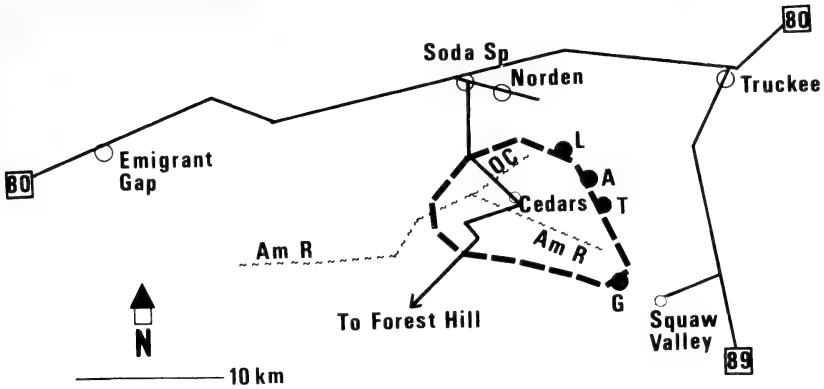 80
Soda Sp
Norden
Truckee
80
Emigrant
Gap
L
OC
A
Cedars
T
Am R
Am R
G
To Forest Hill
Squaw
Valley
N
10 km
89